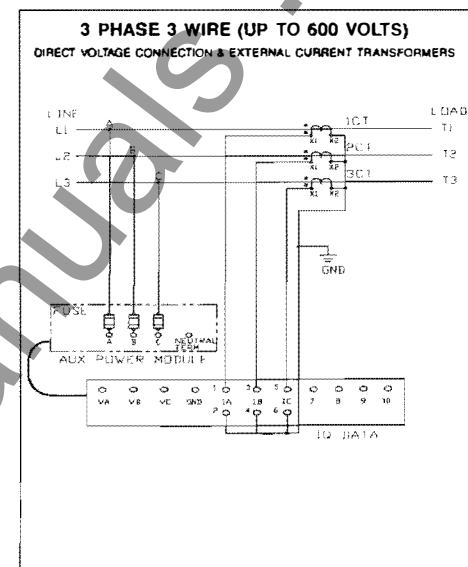 3 PHASE 3 WIRE (UP TO 600 VOLTS)
DIRECT VOLTAGE CONNECTION & EXTERNAL CURRENT TRANSFORMERS
LINE
LOAD
A
L1
1CT
T1
X1 X2
L2
B
2CT
T2
X1 X2
L3
C
3CT
T3
X1 X2
GND
FUSE
A B C NEUTRAL TERM
AUX POWER MODULE
1 3 5
VA VB VC GND IA IB IC 7 8 9 10
2 4 6
IQ DATA